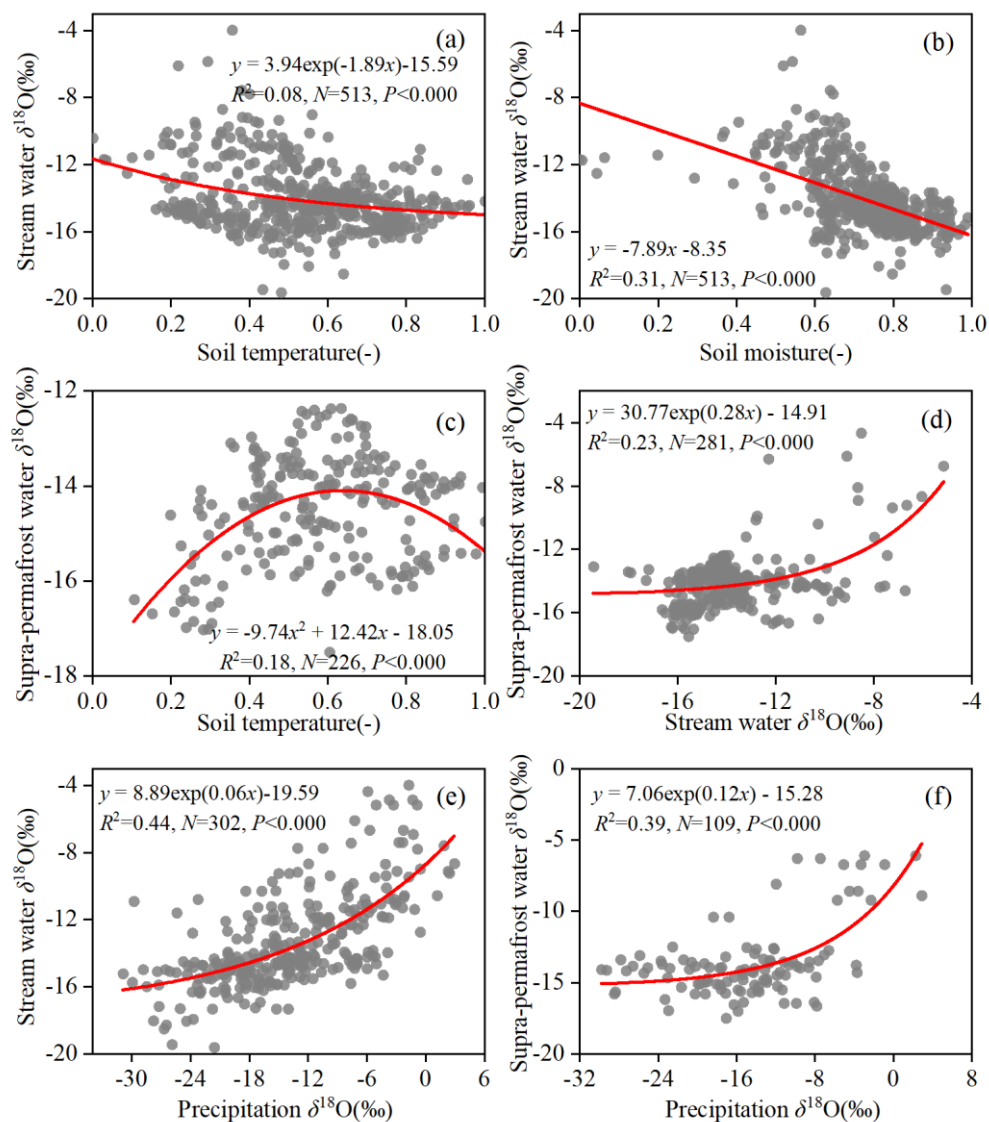 (a)
y = 3.94exp(-1.89x)-15.59
R²=0.08, N=513, P<0.000
Stream water δ¹⁸O(‰)
-4
-8
-12
-16
-20
0.0 0.2 0.4 0.6 0.8 1.0
Soil temperature(-)
(b)
y = -7.89x -8.35
R²=0.31, N=513, P<0.000
Stream water δ¹⁸O(‰)
-4
-8
-12
-16
-20
0.0 0.2 0.4 0.6 0.8 1.0
Soil moisture(-)
(c)
y = -9.74x² + 12.42x - 18.05
R²=0.18, N=226, P<0.000
Supra-permafrost water δ¹⁸O(‰)
-12
-14
-16
-18
0.0 0.2 0.4 0.6 0.8 1.0
Soil temperature(-)
(d)
y = 30.77exp(0.28x) - 14.91
R²=0.23, N=281, P<0.000
Supra-permafrost water δ¹⁸O(‰)
-4
-8
-12
-16
-20
-20 -16 -12 -8 -4
Stream water δ¹⁸O(‰)
(e)
y = 8.89exp(0.06x)-19.59
R²=0.44, N=302, P<0.000
Stream water δ¹⁸O(‰)
-4
-8
-12
-16
-20
-30 -24 -18 -12 -6 0 6
Precipitation δ¹⁸O(‰)
(f)
y = 7.06exp(0.12x) - 15.28
R²=0.39, N=109, P<0.000
Supra-permafrost water δ¹⁸O(‰)
0
-5
-10
-15
-20
-32 -24 -16 -8 0 8
Precipitation δ¹⁸O(‰)